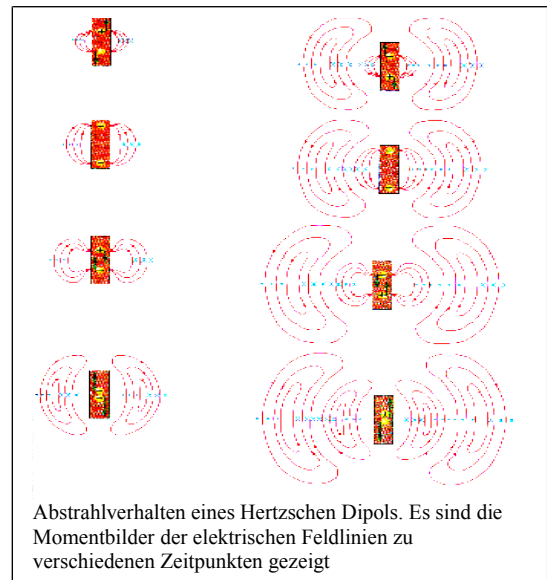 Abstrahlverhalten eines Hertzschen Dipols. Es sind die
Momentbilder der elektrischen Feldlinien zu
verschiedenen Zeitpunkten gezeigt